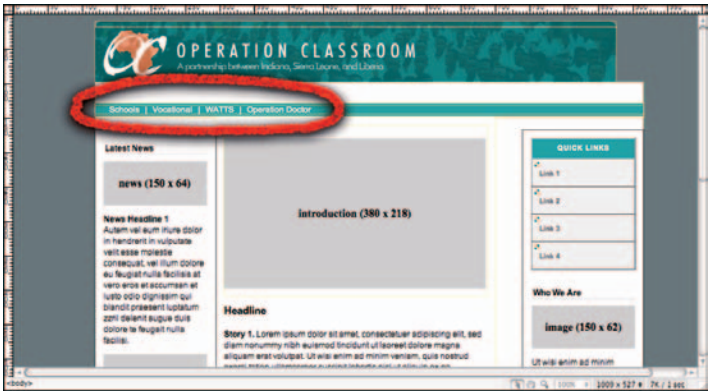 OPERATION CLASSROOM
A partnership between Indiana, Sierra Leone, and Liberia
Schools | Vocational | WATTS | Operation Doctor
Latest News
news (150 x 64)
News Headline 1
Autem vel eum iriure dolor
in hendrerit in vulputate
velit esse molestie
consequat, vel illum dolore
eu feugiat nulla facilisis at
vero eros et accumsan et
iusto odio dignissim qui
blandit praesent luptatum
zzril delenit augue duis
dolore te feugait nulla
facilisi.
introduction (380 x 218)
Headline
Story 1. Lorem ipsum dolor sit amet, consectetuer adipiscing elit, sed
diam nonummy nibh euismod tincidunt ut laoreet dolore magna
aliquam erat volutpat. Ut wisi enim ad minim veniam, quis nostrud
QUICK LINKS
Link 1
Link 2
Link 3
Link 4
Who We Are
image (150 x 62)
Ut wisi enim ad minim
<body>
100% 1000 x 527 7K / 1 sec